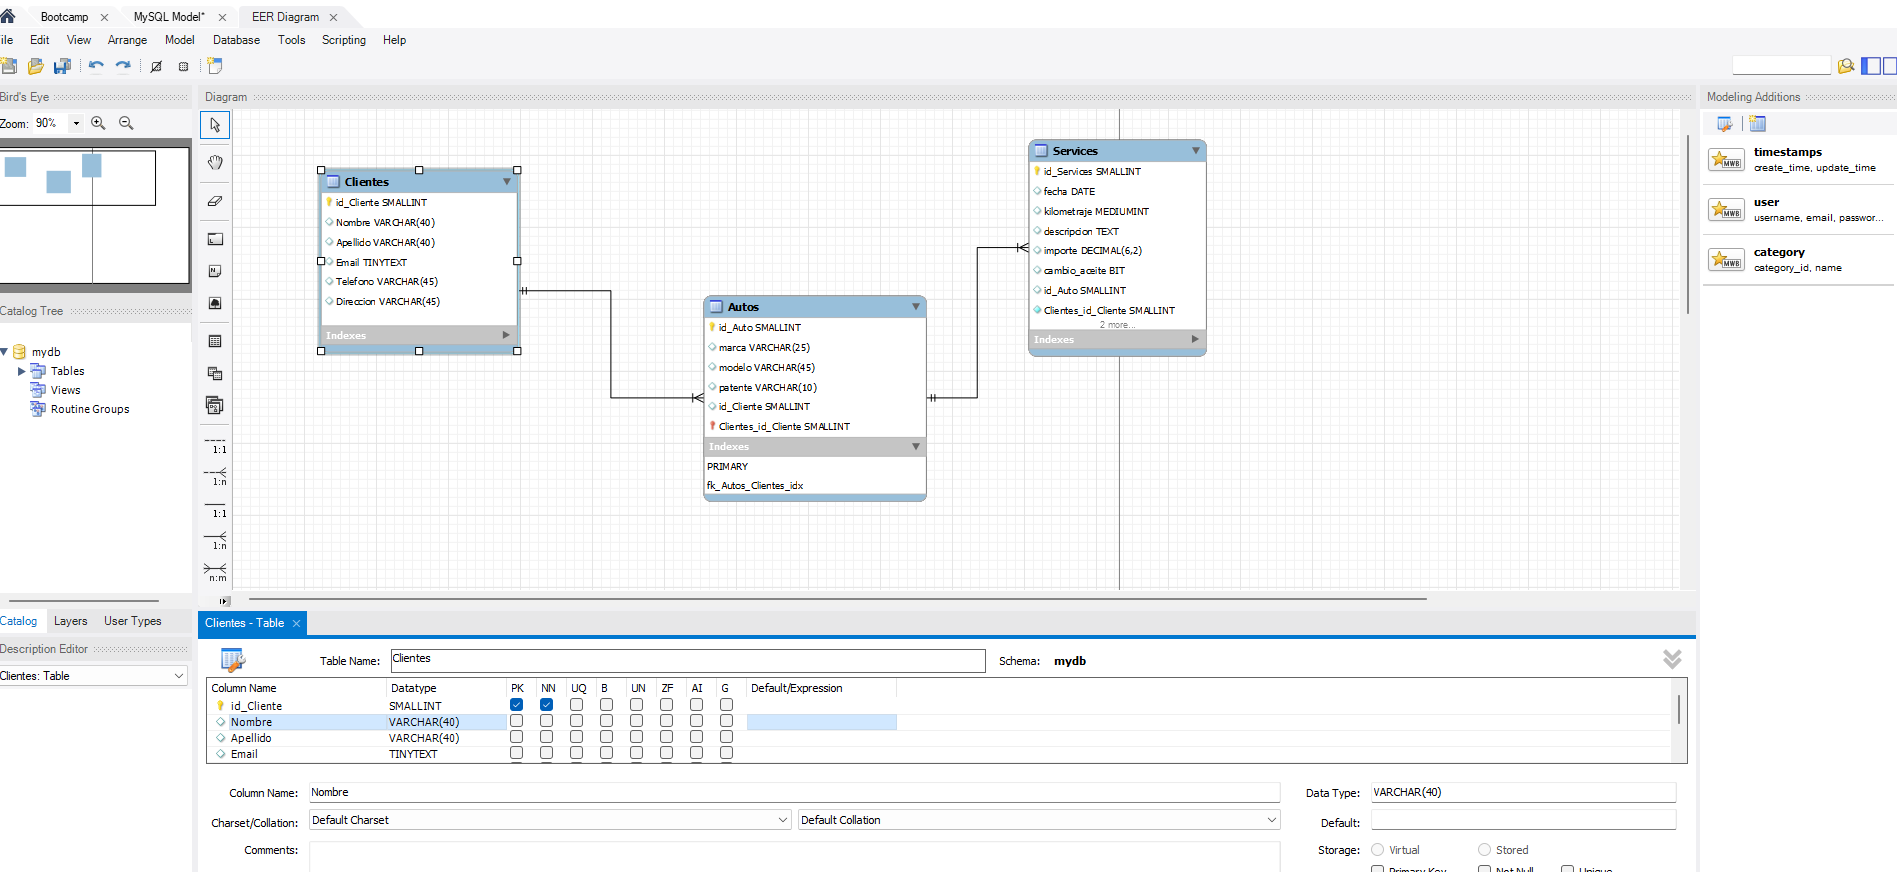 Bootcamp
MySQL Model*
EER Diagram
ile Edit View Arrange Model Database Tools Scripting Help
Bird's Eye
Zoom: 90%
Catalog Tree
mydb
Tables
Views
Routine Groups
Catalog Layers User Types
Description Editor
Clientes: Table
Diagram
1:1
1:n
1:1
1:n
n:m
Clientes
id_Cliente SMALLINT
Nombre VARCHAR(40)
Apellido VARCHAR(40)
Email TINYTEXT
Telefono VARCHAR(45)
Direccion VARCHAR(45)
Indexes
Autos
id_Auto SMALLINT
marca VARCHAR(25)
modelo VARCHAR(45)
patente VARCHAR(10)
id_Cliente SMALLINT
Clientes_id_Cliente SMALLINT
Indexes
PRIMARY
fk_Autos_Clientes_idx
Services
id_Services SMALLINT
fecha DATE
kilometraje MEDIUMINT
descripcion TEXT
importe DECIMAL(6,2)
cambio_aceite BIT
id_Auto SMALLINT
Clientes_id_Cliente SMALLINT
2 more...
Indexes
Modeling Additions
MWB
timestamps
create_time, update_time
MWB
user
username, email, passwor...
MWB
category
category_id, name
Clientes - Table
Table Name: Clientes
Schema: mydb
Column Name Datatype PK NN UQ B UN ZF AI G Default/Expression
id_Cliente SMALLINT
Nombre VARCHAR(40)
Apellido VARCHAR(40)
Email TINYTEXT
Column Name: Nombre
Data Type: VARCHAR(40)
Charset/Collation: Default Charset Default Collation
Default:
Comments:
Storage: Virtual Stored
Primary Key Not Null Unique